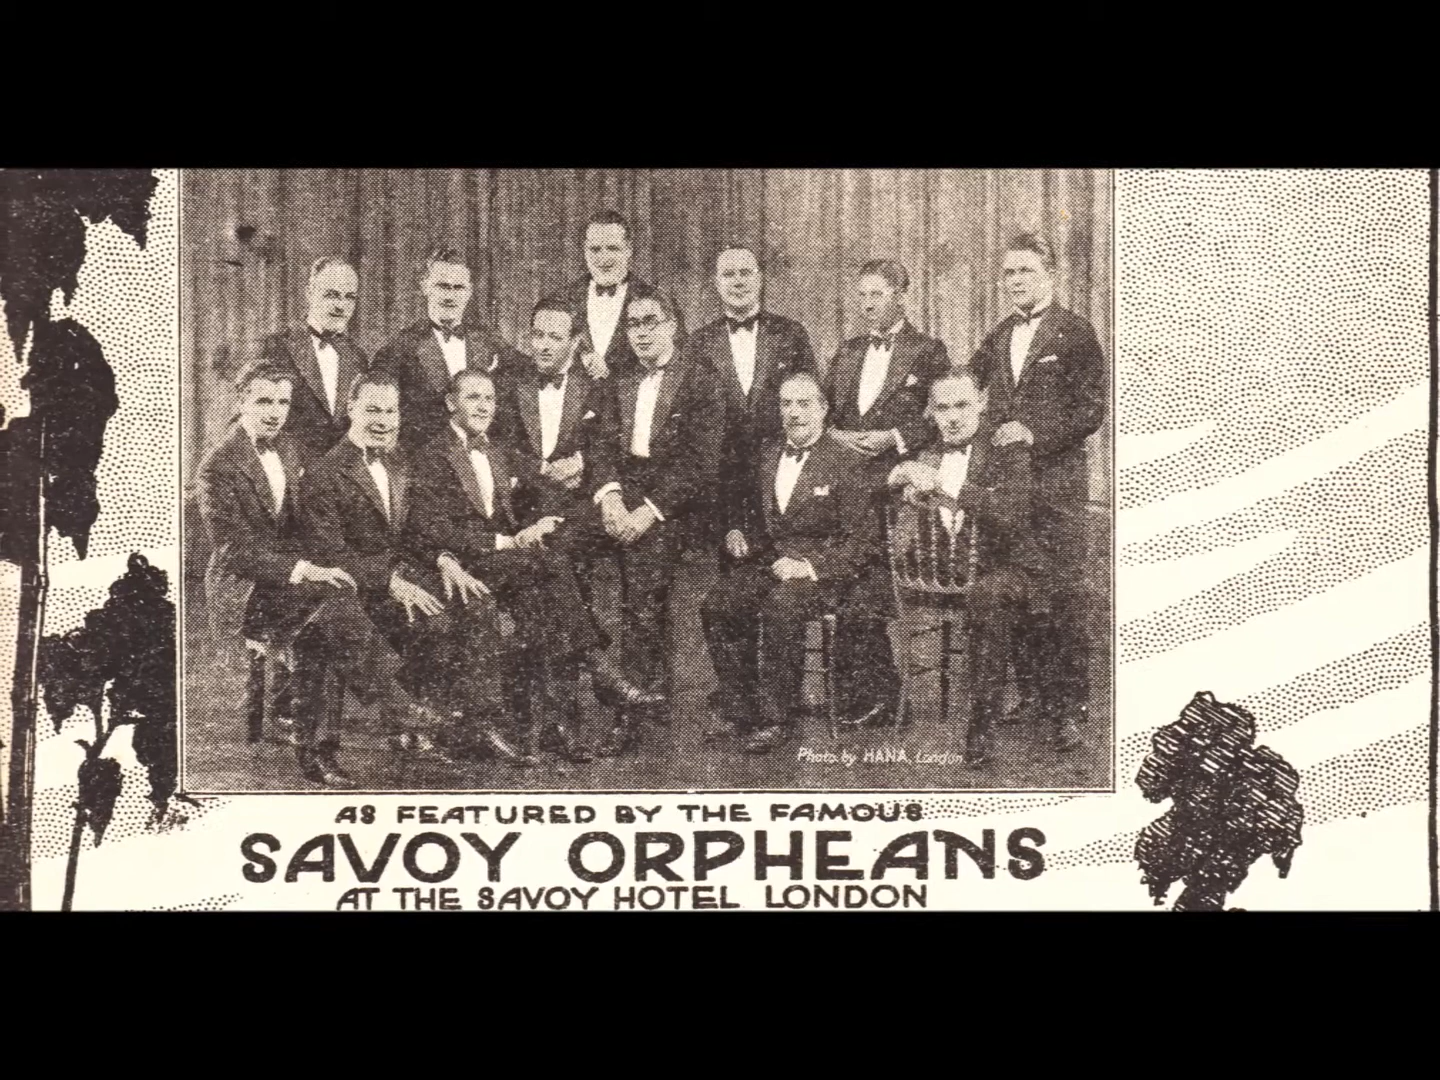 Photo. by HANA, London
AS FEATURED BY THE FAMOUS
SAVOY ORPHEANS
AT THE SAVOY HOTEL LONDON